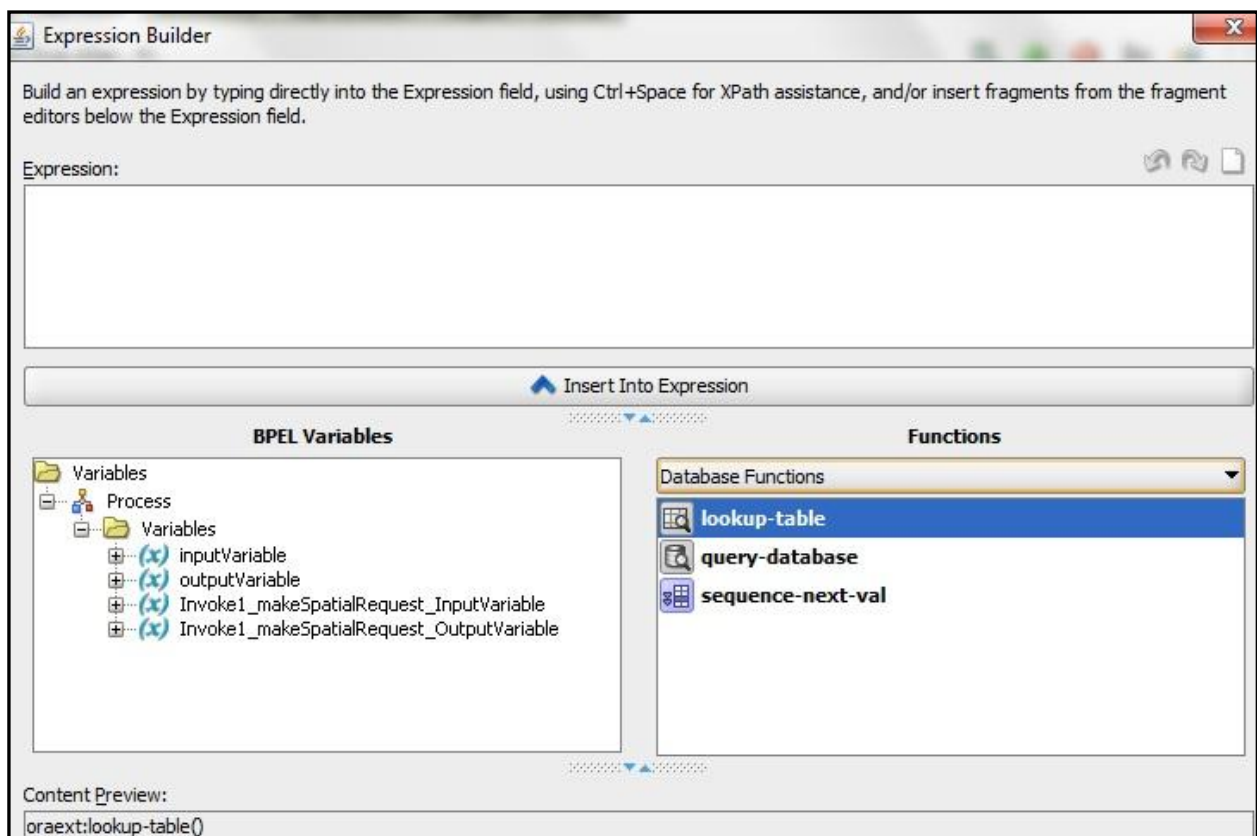 Expression Builder
Build an expression by typing directly into the Expression field, using Ctrl+Space for XPath assistance, and/or insert fragments from the fragment
editors below the Expression field.
Expression:
Insert Into Expression
BPEL Variables
Variables
Process
Variables
(x) inputVariable
(x) outputVariable
(x) Invoke1_makeSpatialRequest_InputVariable
(x) Invoke1_makeSpatialRequest_OutputVariable
Functions
Database Functions
lookup-table
query-database
sequence-next-val
Content Preview:
oraext:lookup-table()